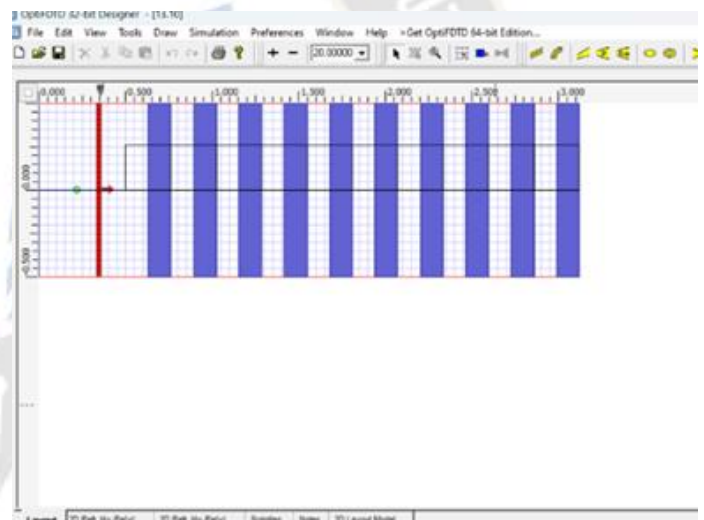 OptiFDTD 32-Bit Designer - [13.10]
File Edit View Tools Draw Simulation Preferences Window Help >Get OptiFDTD 64-bit Edition...
20.00000
0.000 0.500 1.000 1.500 2.000 2.500 3.000
0.000
-0.500
Layout